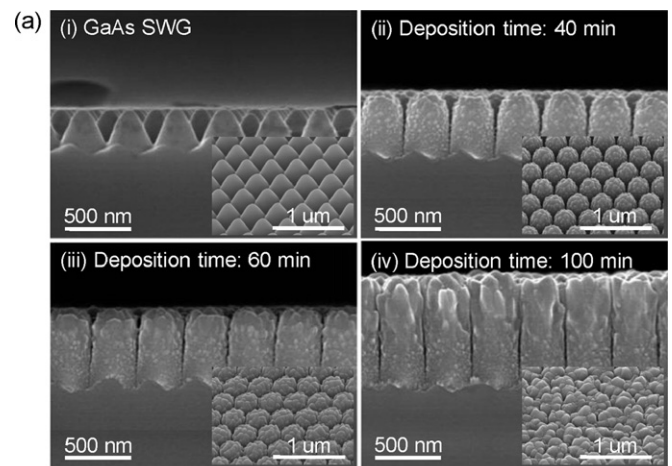 (a)
(i) GaAs SWG
500 nm
1 um
(ii) Deposition time: 40 min
500 nm
1 um
(iii) Deposition time: 60 min
500 nm
1 um
(iv) Deposition time: 100 min
500 nm
1 um